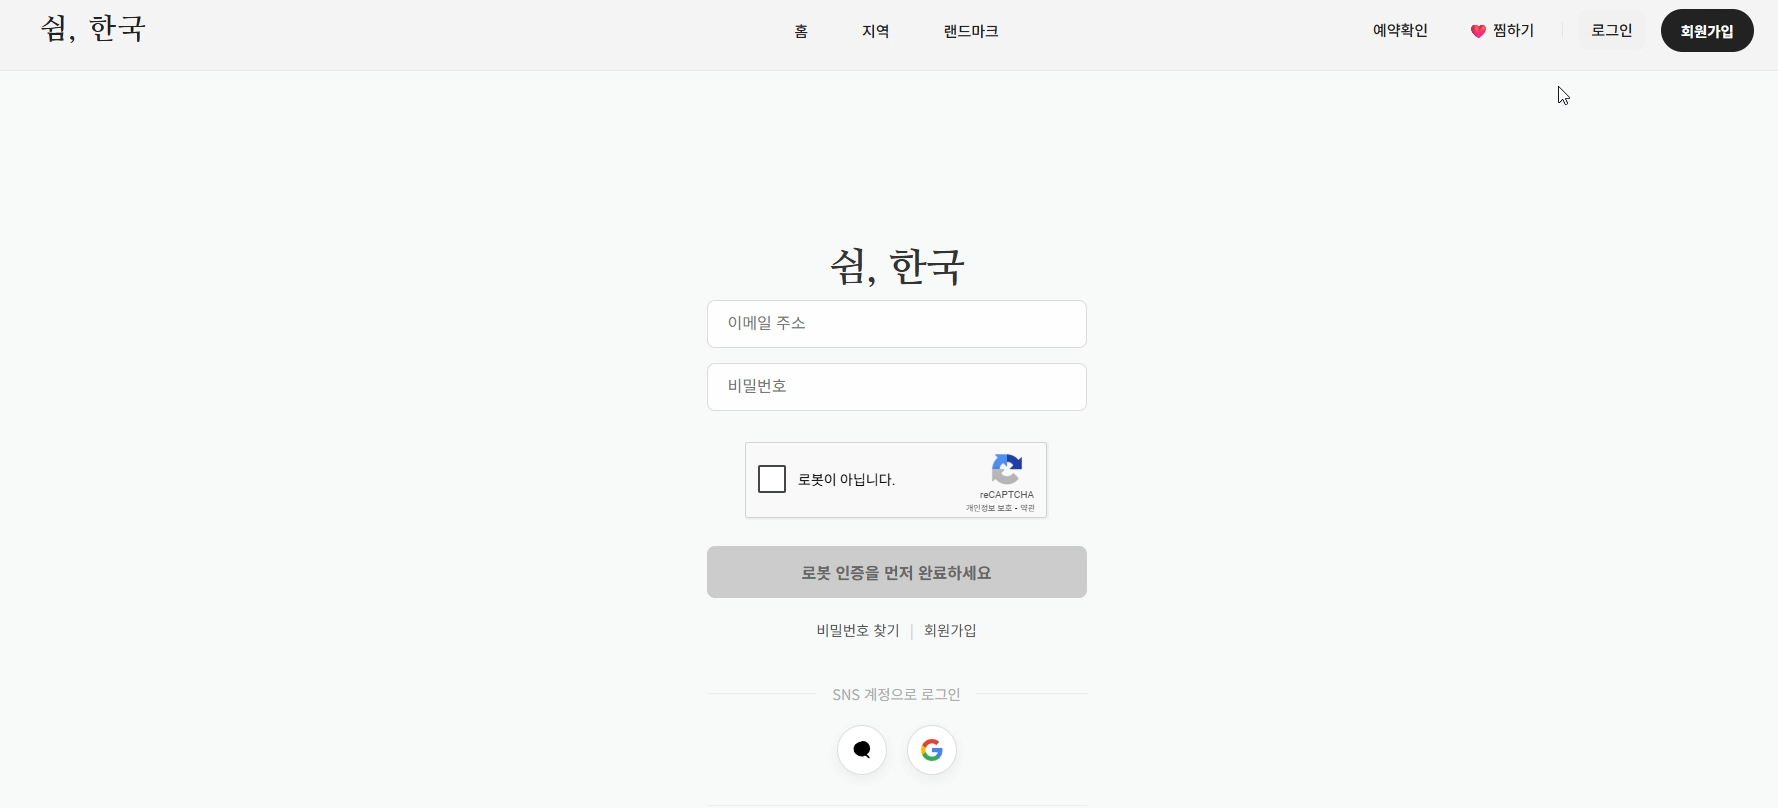 쉼, 한국
홈
지역
랜드마크
예약확인
찜하기
로그인
회원가입
쉼, 한국
이메일 주소
비밀번호
로봇이 아닙니다.
reCAPTCHA
개인정보 보호 - 약관
로봇 인증을 먼저 완료하세요
비밀번호 찾기 | 회원가입
SNS 계정으로 로그인